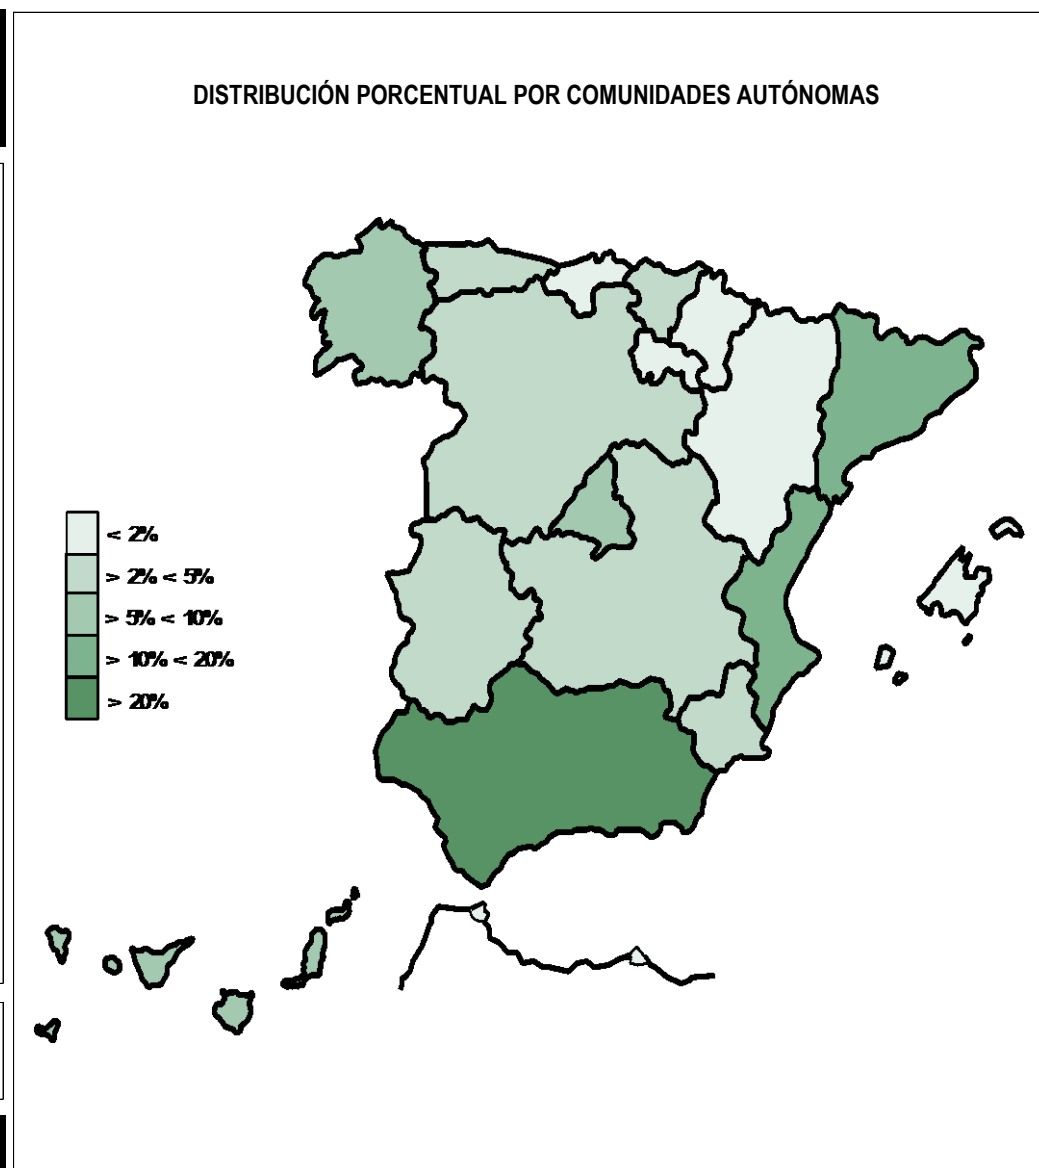 DISTRIBUCIÓN PORCENTUAL POR COMUNIDADES AUTÓNOMAS
< 2%
> 2% < 5%
> 5% < 10%
> 10% < 20%
> 20%